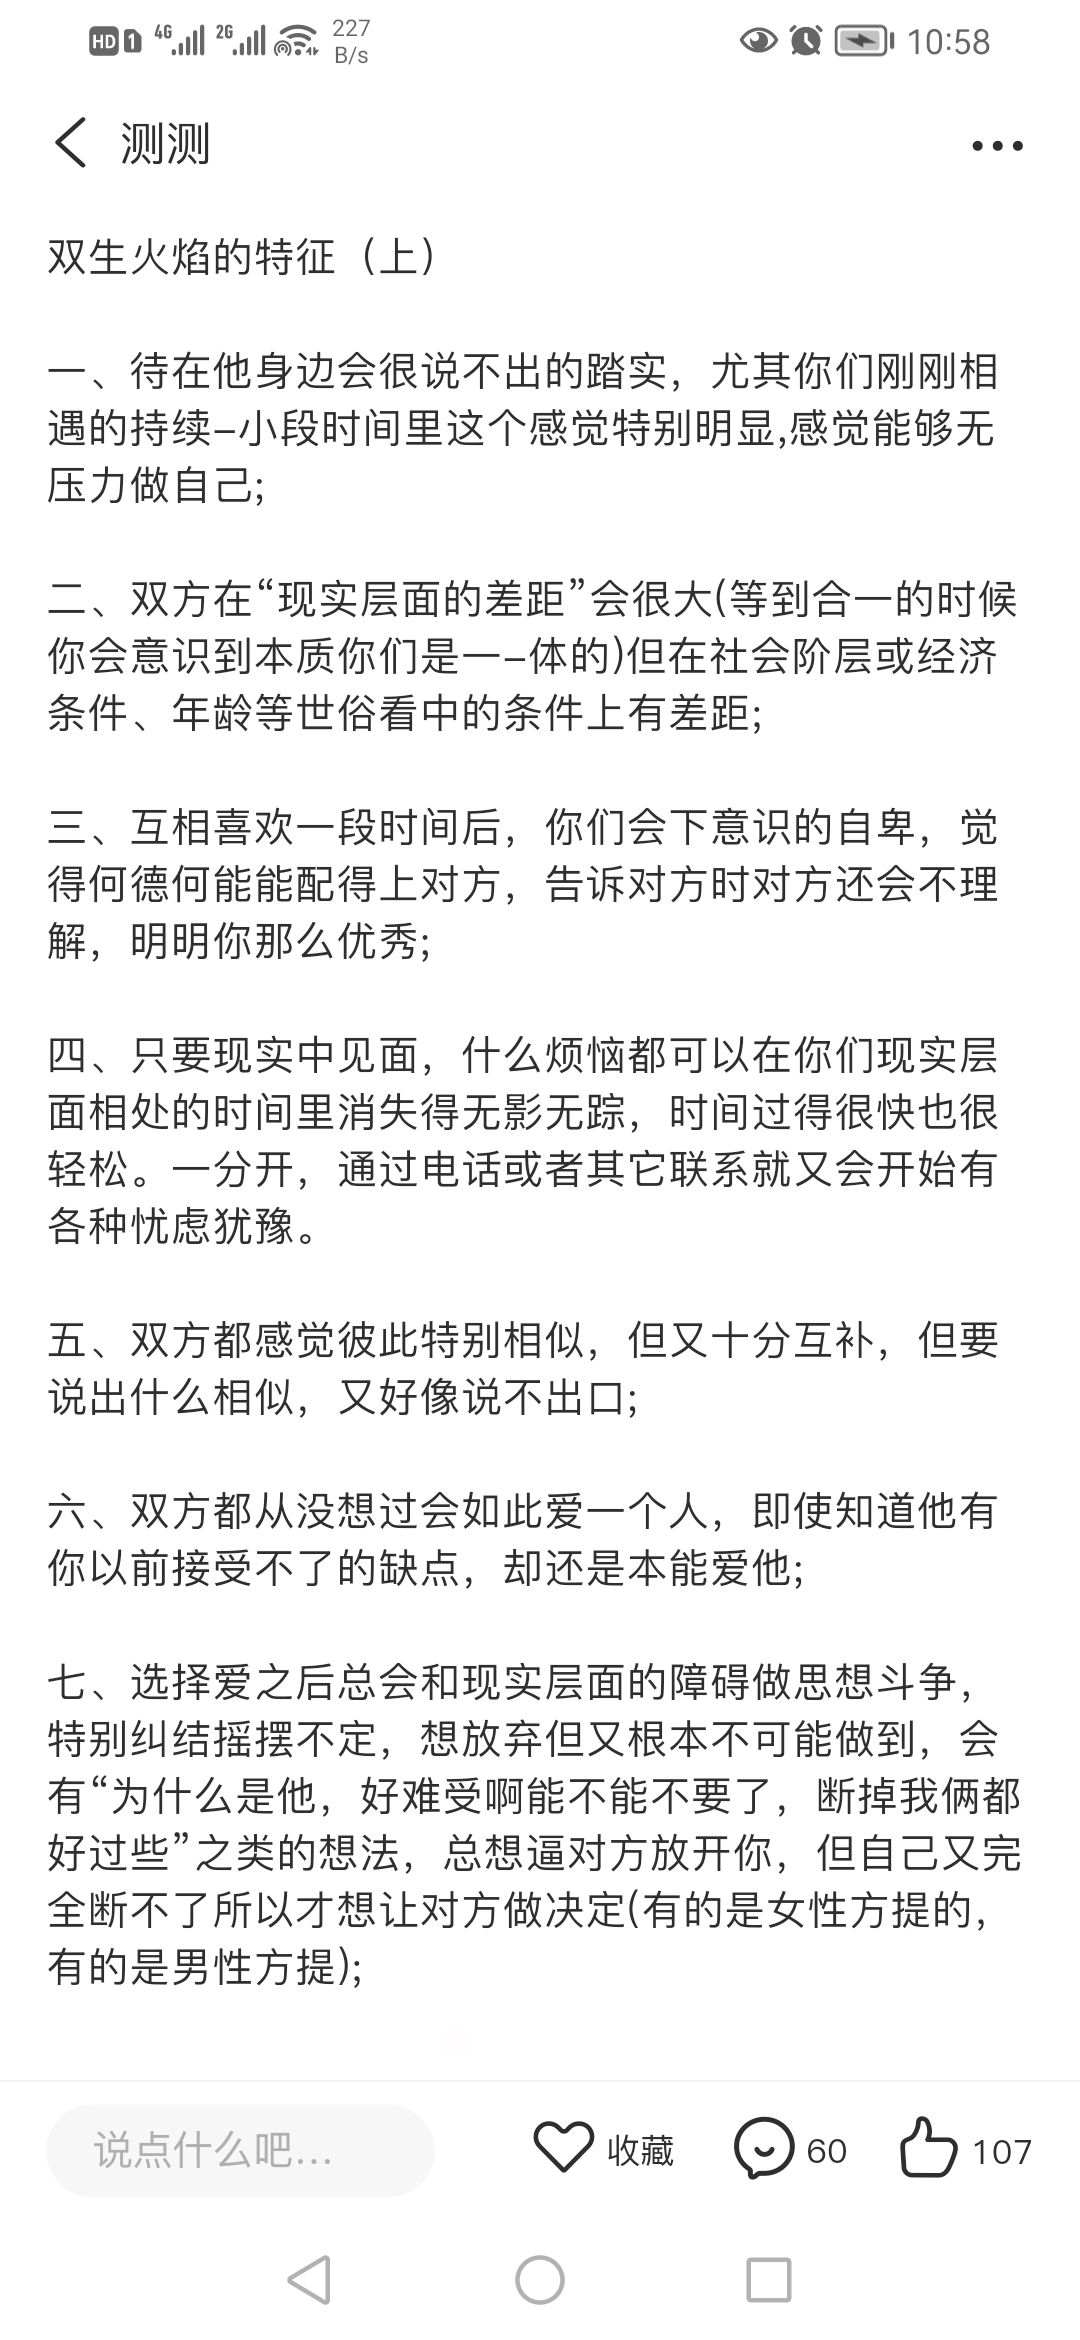 HD 1 4G 2G 227 B/s 10:58
测测
双生火焰的特征（上）
一、待在他身边会很说不出的踏实，尤其你们刚刚相
遇的持续–小段时间里这个感觉特别明显,感觉能够无
压力做自己;
二、双方在“现实层面的差距”会很大(等到合一的时候
你会意识到本质你们是一–体的)但在社会阶层或经济
条件、年龄等世俗看中的条件上有差距;
三、互相喜欢一段时间后，你们会下意识的自卑，觉
得何德何能能配得上对方，告诉对方时对方还会不理
解，明明你那么优秀;
四、只要现实中见面，什么烦恼都可以在你们现实层
面相处的时间里消失得无影无踪，时间过得很快也很
轻松。一分开，通过电话或者其它联系就又会开始有
各种忧虑犹豫。
五、双方都感觉彼此特别相似，但又十分互补，但要
说出什么相似，又好像说不出口;
六、双方都从没想过会如此爱一个人，即使知道他有
你以前接受不了的缺点，却还是本能爱他;
七、选择爱之后总会和现实层面的障碍做思想斗争，
特别纠结摇摆不定，想放弃但又根本不可能做到，会
有“为什么是他，好难受啊能不能不要了，断掉我俩都
好过些”之类的想法，总想逼对方放开你，但自己又完
全断不了所以才想让对方做决定(有的是女性方提的，
有的是男性方提);
说点什么吧... 收藏 60 107